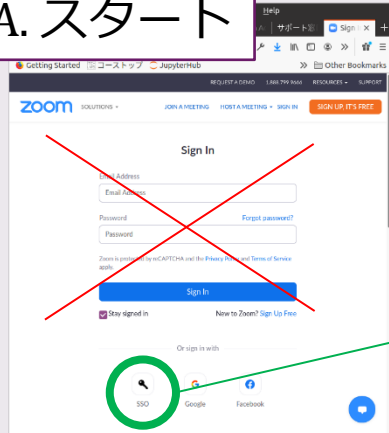 A. スタート
Help
サポート
Sign
Getting Started
コーストップ
JupyterHub
Other Bookmarks
REQUEST A DEMO 1.888.799.9666 RESOURCES SUPPORT
zoom SOLUTIONS JOIN A MEETING HOST A MEETING SIGN IN SIGN UP, IT'S FREE
Sign In
Email Address
Email Address
Password Forgot password?
Password
Zoom is protected by reCAPTCHA and the Privacy Policy and Terms of Service
apply.
Sign In
Stay signed in New to Zoom? Sign Up Free
Or sign in with
SSO Google Facebook